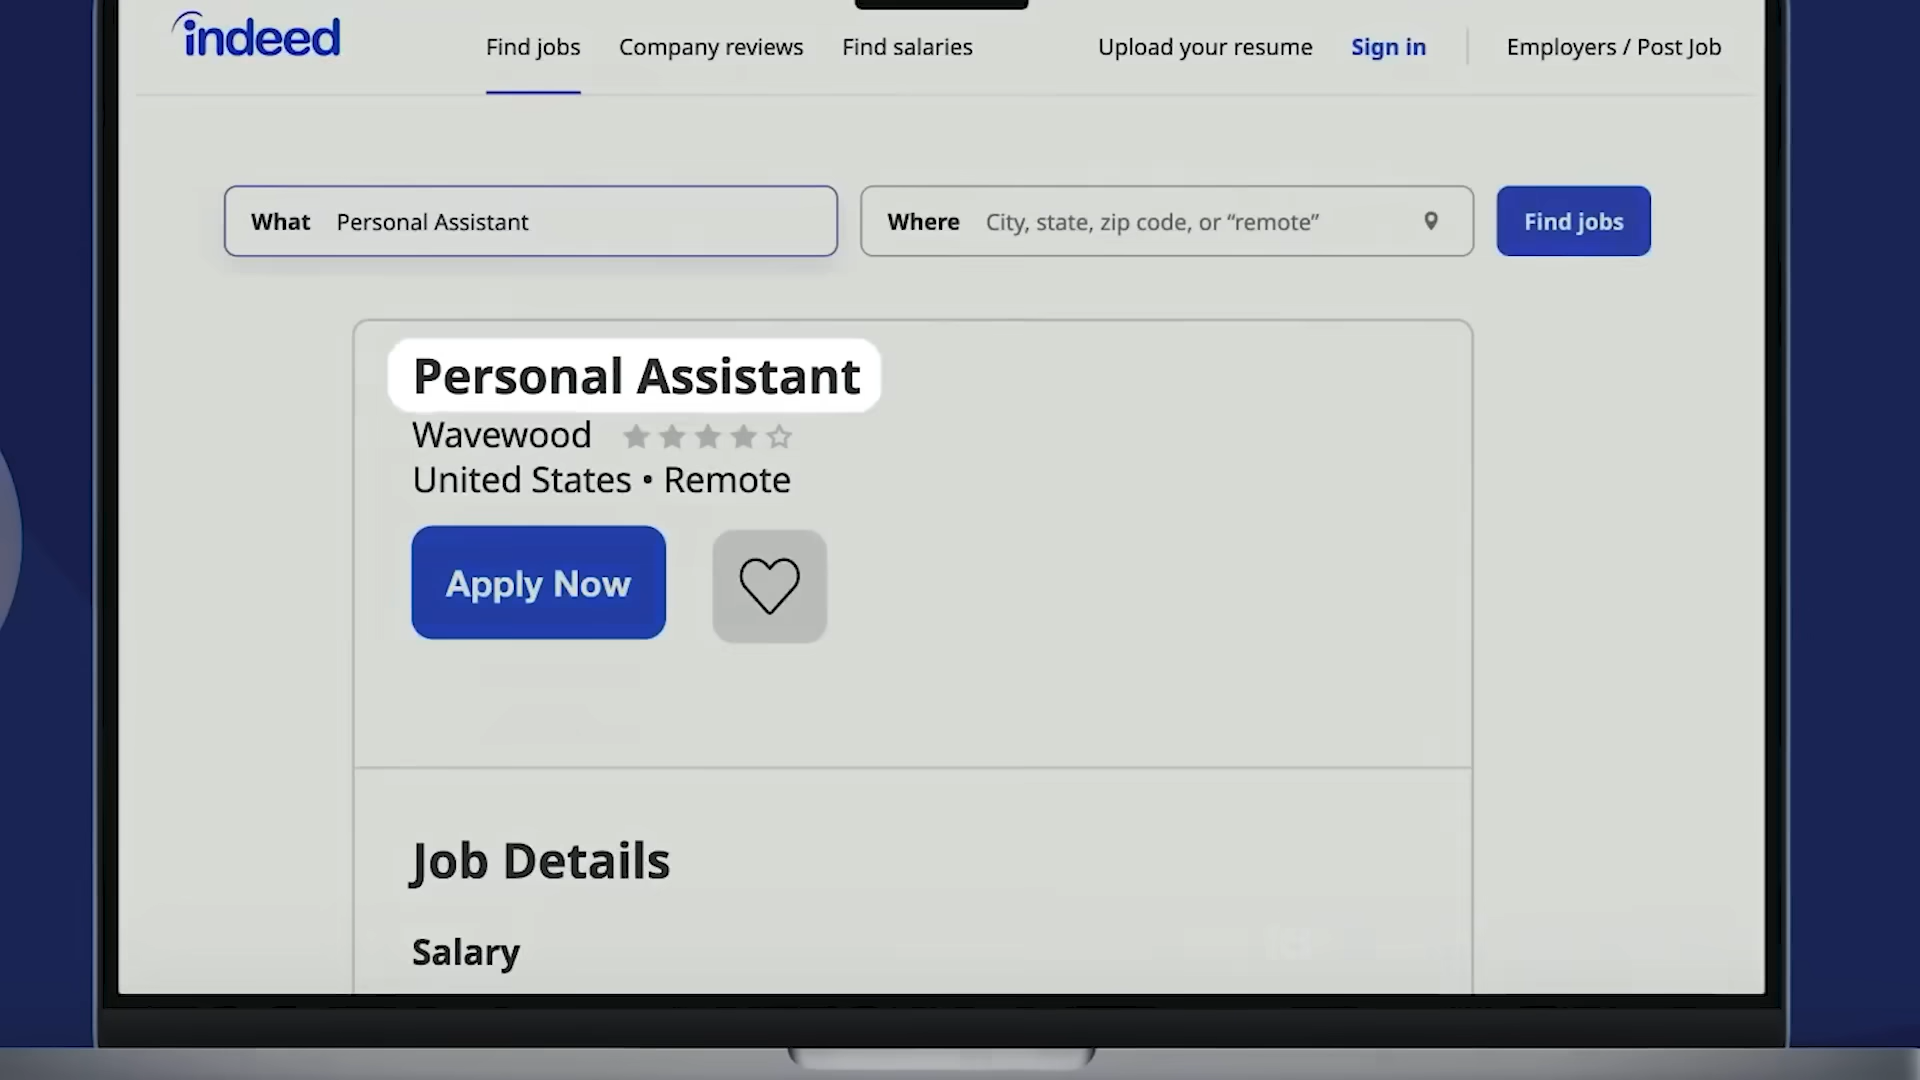 indeed
Find jobs
Company reviews
Find salaries
Upload your resume
Sign in
Employers / Post Job
What Personal Assistant
Where City, state, zip code, or “remote”
Find jobs
Personal Assistant
Wavewood
United States • Remote
Apply Now
Job Details
Salary